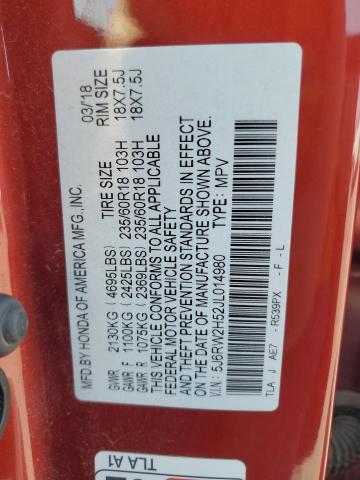 MFD.BY HONDA OF AMERICA MFG.,INC. 03/18
TIRE SIZE RIM SIZE
GVWR 2130KG (4695LBS)
GAWR F 1100KG (2425LBS) 235/60R18 103H 18X7.5J
GAWR R 1075KG (2369LBS) 235/60R18 103H 18X7.5J
THIS VEHICLE CONFORMS TO ALL APPLICABLE
FEDERAL MOTOR VEHICLE SAFETY
AND THEFT PREVENTION STANDARDS IN EFFECT
ON THE DATE OF MANUFACTURE SHOWN ABOVE.
V.I.N.: 5J6RW2H52JL014980 TYPE: MPV
TLA J AE7 - R539PX - F - L
TLA A1